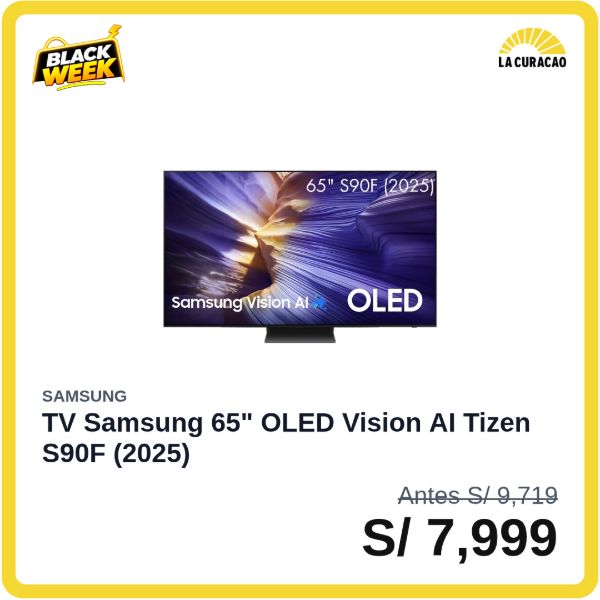 BLACK
WEEK
LA CURACAO
65" S90F (2025)
Samsung Vision AI
OLED
SAMSUNG
TV Samsung 65" OLED Vision AI Tizen
S90F (2025)
Antes S/ 9,719
S/ 7,999